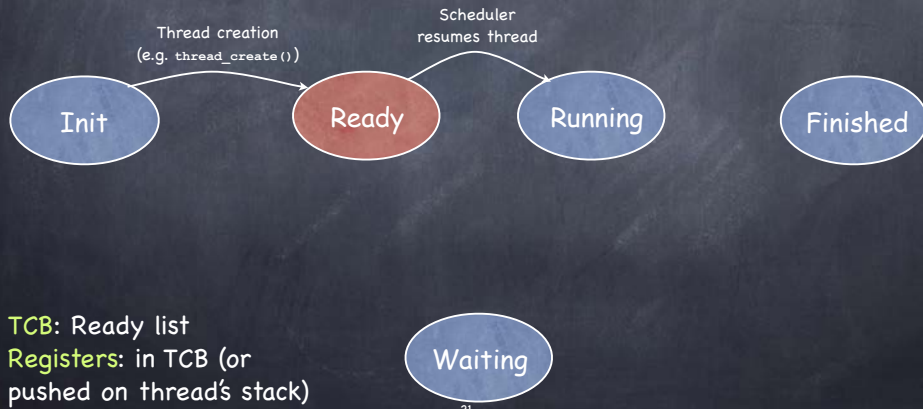 Thread creation
(e.g. thread_create())
Scheduler
resumes thread
Init
Ready
Running
Finished
TCB: Ready list
Registers: in TCB (or
pushed on thread's stack)
Waiting
21